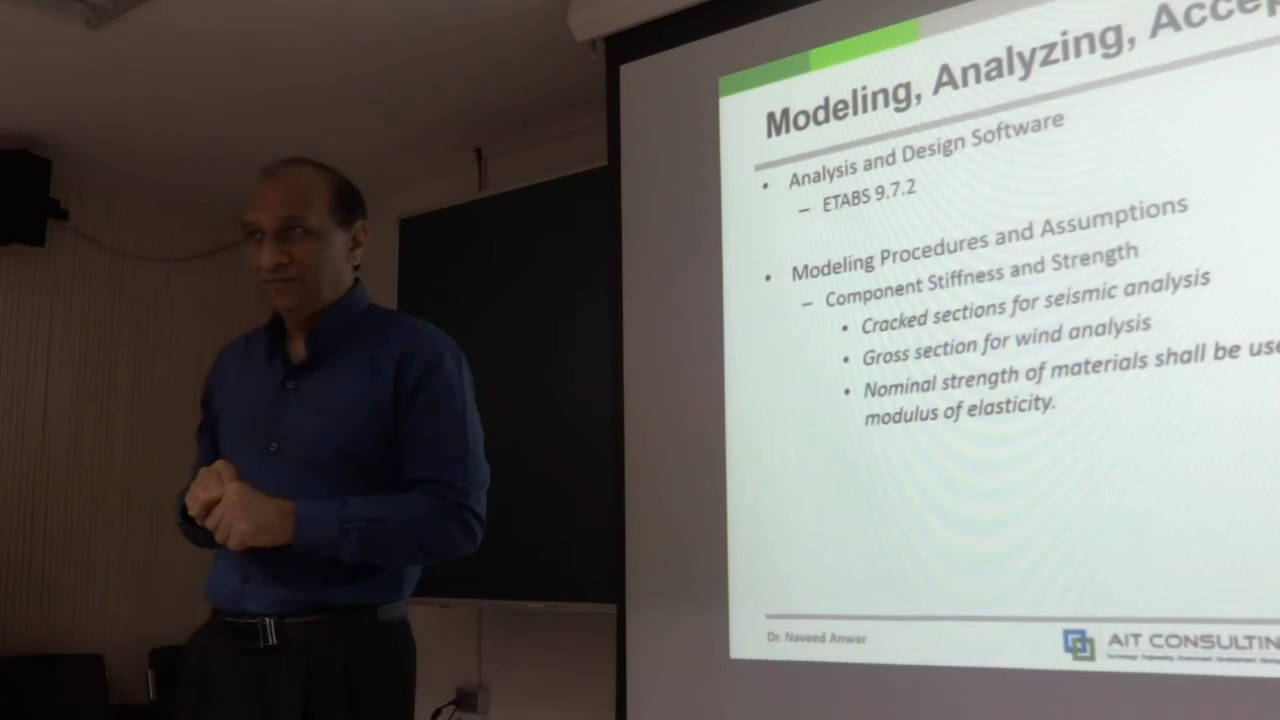 Modeling, Analyzing, Acce
• Analysis and Design Software
– ETABS 9.7.2
• Modeling Procedures and Assumptions
– Component Stiffness and Strength
• Cracked sections for seismic analysis
• Gross section for wind analysis
• Nominal strength of materials shall be use
modulus of elasticity.
Dr. Naveed Anwar
AIT CONSULTIN